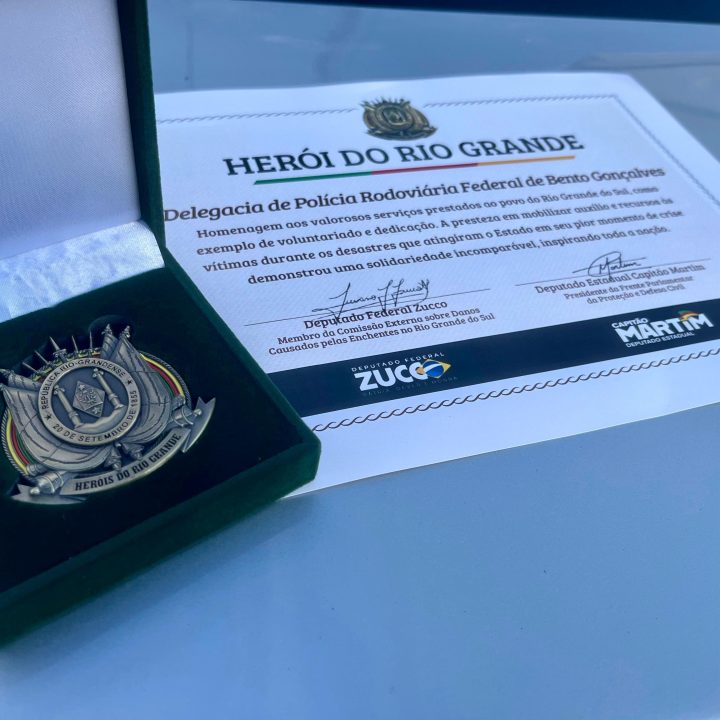 HERÓI DO RIO GRANDE
Delegacia de Polícia Rodoviária Federal de Bento Gonçalves
Homenagem aos valorosos serviços prestados ao povo do Rio Grande do Sul, como
exemplo de voluntariado e dedicação. A presteza em mobilizar auxílio e recursos às
vítimas durante os desastres que atingiram o Estado em seu pior momento de crise
demonstrou uma solidariedade incomparável, inspirando toda a nação.
Deputado Federal Zucco
Membro da Comissão Externa sobre Danos
Causados pelas Enchentes no Rio Grande do Sul
Deputado Estadual Capitão Martim
Presidente da Frente Parlamentar
da Proteção e Defesa Civil
DEPUTADO FEDERAL
ZUCCO
CAPITÃO
MARTIM
DEPUTADO ESTADUAL
REPÚBLICA RIO-GRANDENSE
20 DE SETEMBRO DE 1835
HERÓIS DO RIO GRANDE